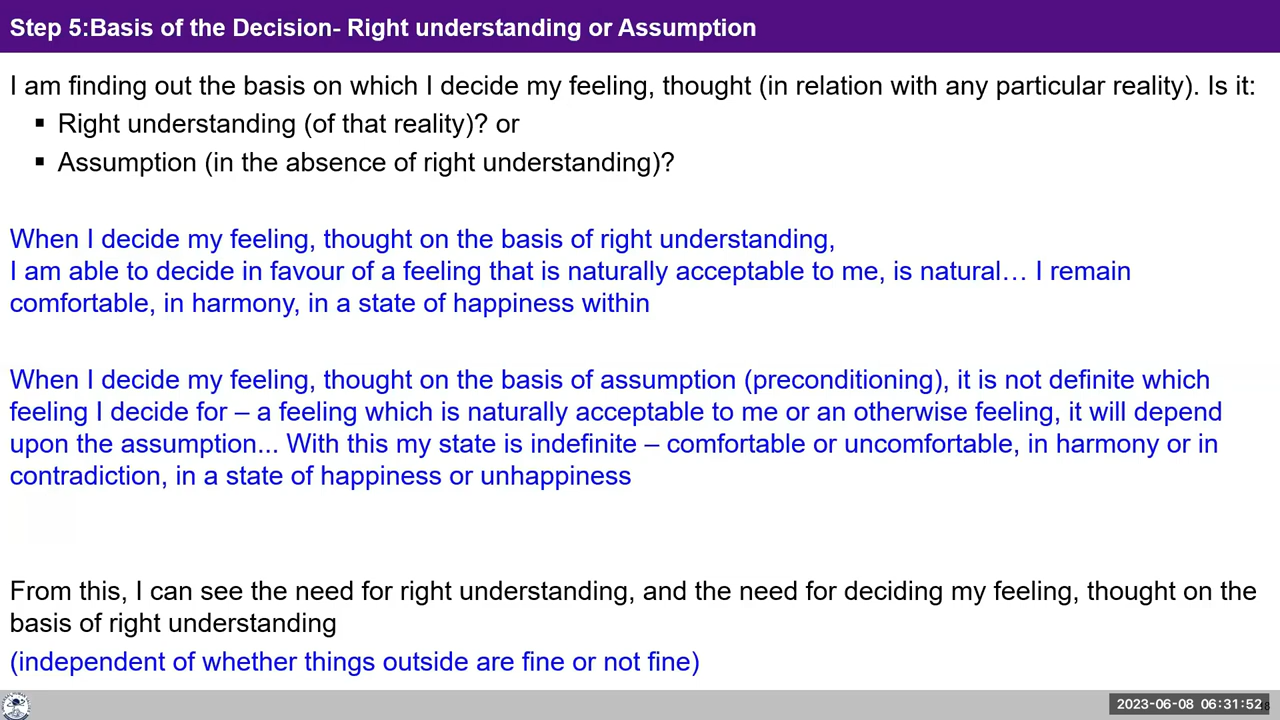 Step 5:Basis of the Decision- Right understanding or Assumption
I am finding out the basis on which I decide my feeling, thought (in relation with any particular reality). Is it:
▪ Right understanding (of that reality)? or
▪ Assumption (in the absence of right understanding)?
When I decide my feeling, thought on the basis of right understanding,
I am able to decide in favour of a feeling that is naturally acceptable to me, is natural… I remain
comfortable, in harmony, in a state of happiness within
When I decide my feeling, thought on the basis of assumption (preconditioning), it is not definite which
feeling I decide for – a feeling which is naturally acceptable to me or an otherwise feeling, it will depend
upon the assumption... With this my state is indefinite – comfortable or uncomfortable, in harmony or in
contradiction, in a state of happiness or unhappiness
From this, I can see the need for right understanding, and the need for deciding my feeling, thought on the
basis of right understanding
(independent of whether things outside are fine or not fine)
2023-06-08 06:31:52